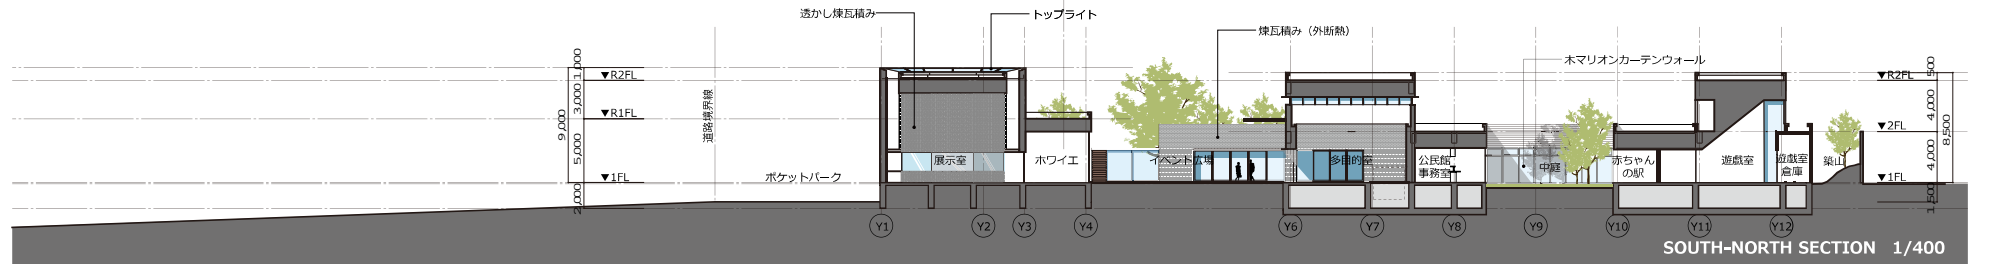 透かし煉瓦積み
トップライト
煉瓦積み（外断熱）
木マリオンカーテンウォール
1,000
3,000
5,000
2,000
9,000
▼R2FL
▼R1FL
▼1FL
道路境界線
ポケットパーク
展示室
ホワイエ
イベント広場
多目的室
公民館
事務室
中庭
赤ちゃん
の駅
遊戯室
遊戯室
倉庫
築山
▼R2FL
▼2FL
▼1FL
500
4,000
4,000
1,500
8,500
Y1
Y2
Y3
Y4
Y6
Y7
Y8
Y9
Y10
Y11
Y12
SOUTH-NORTH SECTION 1/400